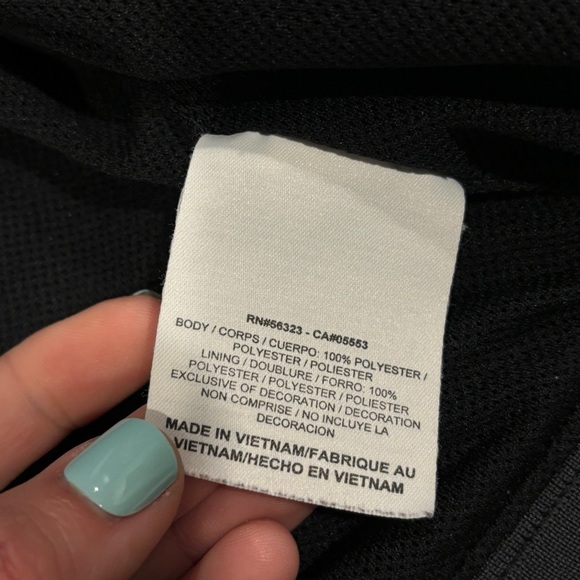 RN#56323 - CA#05553
BODY / CORPS / CUERPO: 100% POLYESTER /
POLYESTER / POLIESTER
LINING / DOUBLURE / FORRO: 100%
POLYESTER / POLYESTER / POLIESTER
EXCLUSIVE OF DECORATION / DECORATION
NON COMPRISE / NO INCLUYE LA
DECORACION
MADE IN VIETNAM/FABRIQUE AU
VIETNAM/HECHO EN VIETNAM